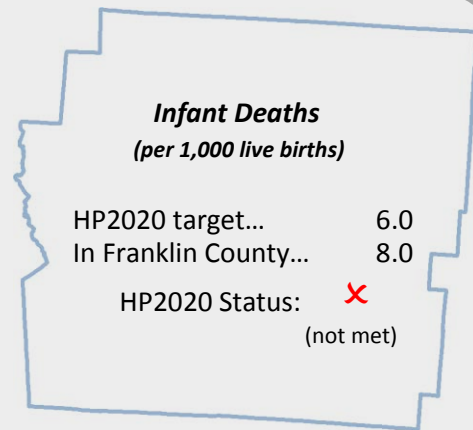 Infant Deaths
(per 1,000 live births)
HP2020 target... 6.0
In Franklin County... 8.0
HP2020 Status: ✗
(not met)